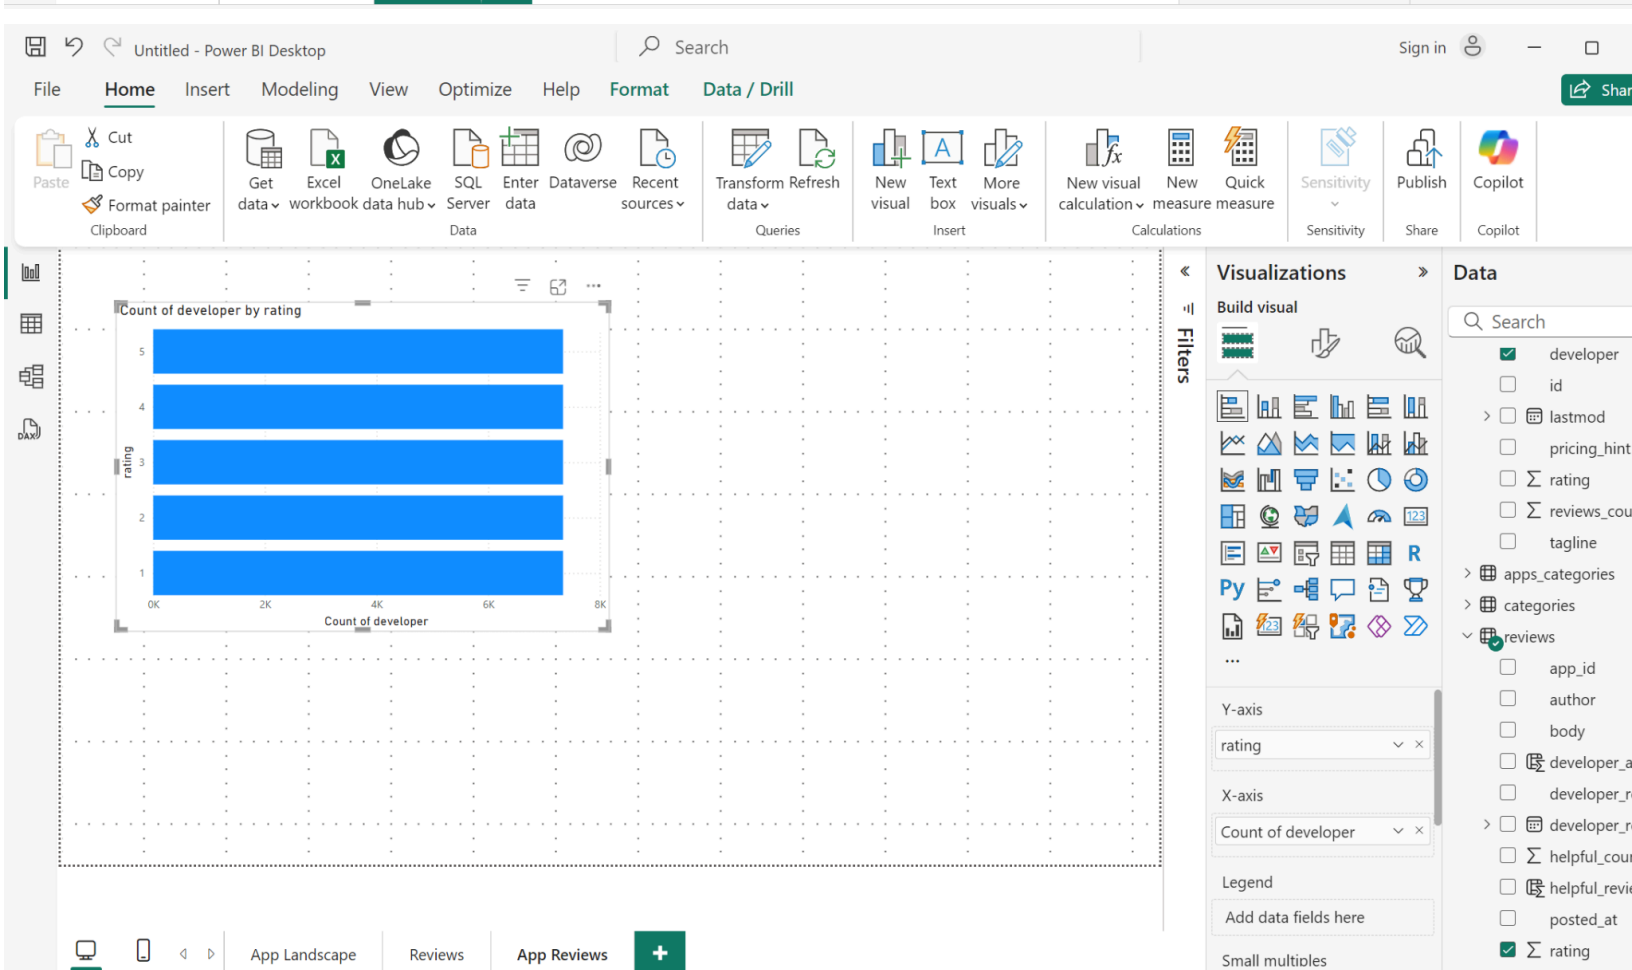 Untitled - Power BI Desktop
Search
Sign in
File Home Insert Modeling View Optimize Help Format Data / Drill
Paste
Cut
Copy
Format painter
Clipboard
Get data
Excel workbook
OneLake data hub
SQL Server
Enter data
Dataverse
Recent sources
Data
Transform data
Refresh
Queries
New visual
Text box
More visuals
Insert
New visual calculation
New measure
Quick measure
Calculations
Sensitivity
Sensitivity
Publish
Share
Copilot
Copilot
DAX
Count of developer by rating
rating
5
4
3
2
1
0K 2K 4K 6K 8K
Count of developer
Filters
Visualizations
Build visual
123
R
Py
123
Y-axis
rating
X-axis
Count of developer
Legend
Add data fields here
Small multiples
Data
Search
developer
id
lastmod
pricing_hint
rating
reviews_cou
tagline
apps_categories
categories
reviews
app_id
author
body
developer_a
developer_r
developer_r
helpful_cou
helpful_revi
posted_at
rating
App Landscape
Reviews
App Reviews